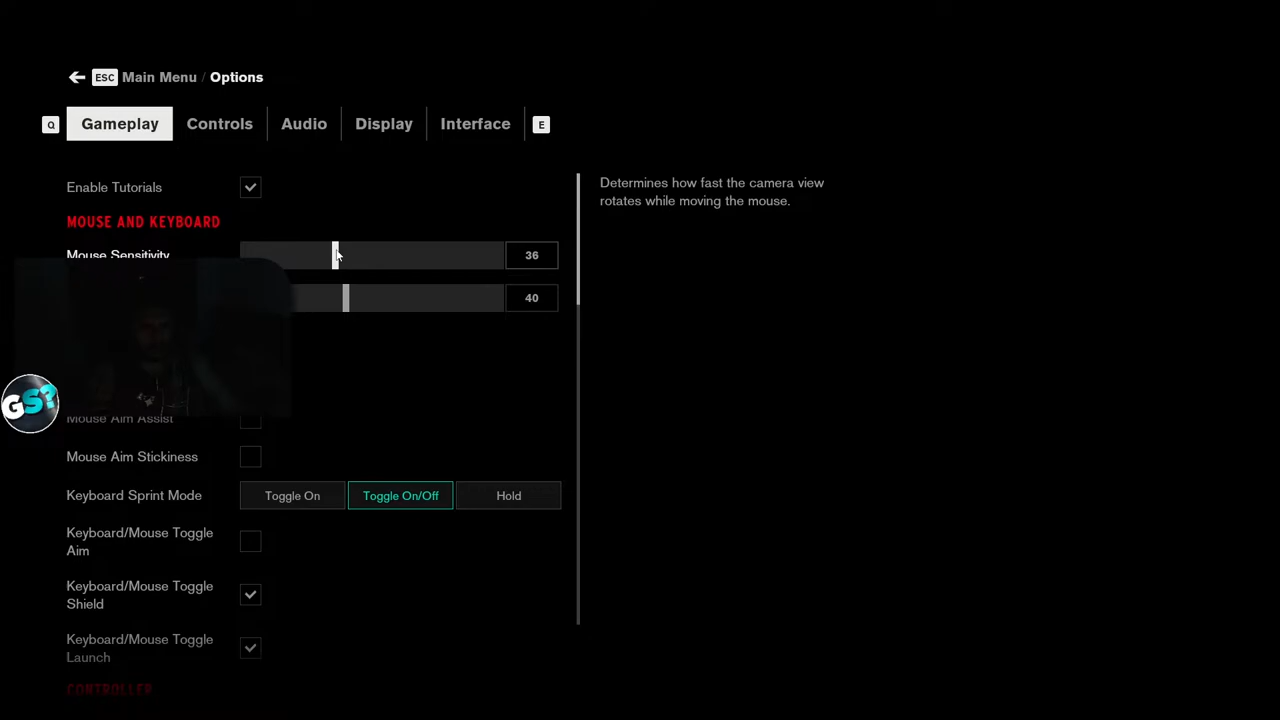 ESC Main Menu / Options
Q Gameplay Controls Audio Display Interface E
Enable Tutorials
MOUSE AND KEYBOARD
Mouse Sensitivity 36
40
Mouse Aim Assist
Mouse Aim Stickiness
Keyboard Sprint Mode Toggle On Toggle On/Off Hold
Keyboard/Mouse Toggle
Aim
Keyboard/Mouse Toggle
Shield
Keyboard/Mouse Toggle
Launch
CONTROLLER
Determines how fast the camera view
rotates while moving the mouse.
GS?